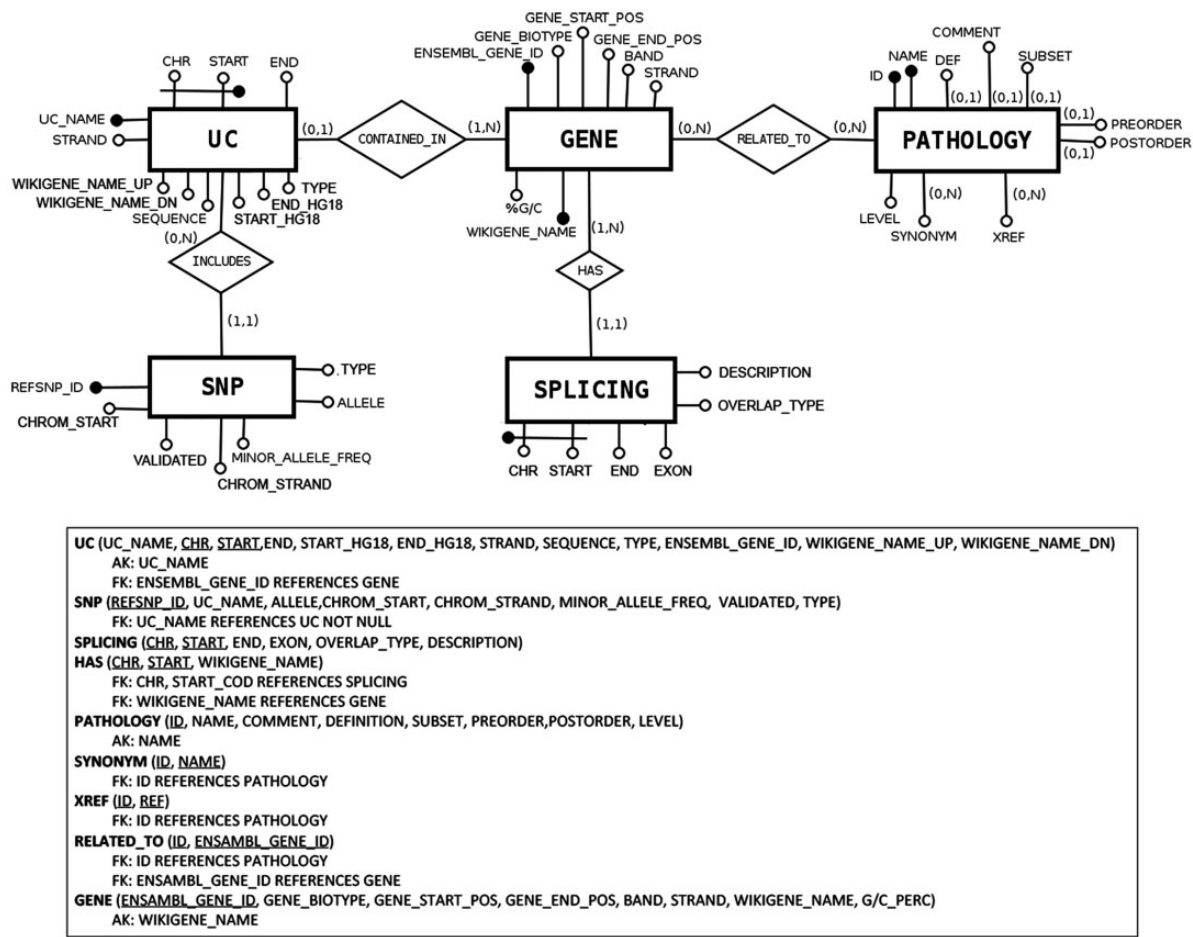 GENE_START_POS
COMMENT
GENE_BIOTYPE
GENE_END_POS
NAME
ENSEMBL_GENE_ID
BAND
DEF
SUBSET
CHR
START
END
STRAND
ID
(0,1) (0,1) (0,1)
UC_NAME
STRAND
UC
(0,1)
CONTAINED_IN
(1,N)
GENE
(0,N)
RELATED_TO
(0,N)
PATHOLOGY
(0,1)
PREORDER
POSTORDER
(0,1)
WIKIGENE_NAME_UP
WIKIGENE_NAME_DN
SEQUENCE
TYPE
END_HG18
START_HG18
%G/C
WIKIGENE_NAME
(1,N)
LEVEL
(0,N)
(0,N)
SYNONYM
XREF
(0,N)
INCLUDES
HAS
(1,1)
(1,1)
REFSNP_ID
CHROM_START
SNP
.TYPE
ALLELE
VALIDATED
MINOR_ALLELE_FREQ
CHROM_STRAND
SPLICING
DESCRIPTION
OVERLAP_TYPE
CHR START END EXON
UC (UC_NAME, CHR, START,END, START_HG18, END_HG18, STRAND, SEQUENCE, TYPE, ENSEMBL_GENE_ID, WIKIGENE_NAME_UP, WIKIGENE_NAME_DN)
AK: UC_NAME
FK: ENSEMBL_GENE_ID REFERENCES GENE
SNP (REFSNP_ID, UC_NAME, ALLELE,CHROM_START, CHROM_STRAND, MINOR_ALLELE_FREQ, VALIDATED, TYPE)
FK: UC_NAME REFERENCES UC NOT NULL
SPLICING (CHR, START, END, EXON, OVERLAP_TYPE, DESCRIPTION)
HAS (CHR, START, WIKIGENE_NAME)
FK: CHR, START_COD REFERENCES SPLICING
FK: WIKIGENE_NAME REFERENCES GENE
PATHOLOGY (ID, NAME, COMMENT, DEFINITION, SUBSET, PREORDER,POSTORDER, LEVEL)
AK: NAME
SYNONYM (ID, NAME)
FK: ID REFERENCES PATHOLOGY
XREF (ID, REF)
FK: ID REFERENCES PATHOLOGY
RELATED_TO (ID, ENSAMBL_GENE_ID)
FK: ID REFERENCES PATHOLOGY
FK: ENSAMBL_GENE_ID REFERENCES GENE
GENE (ENSAMBL_GENE_ID, GENE_BIOTYPE, GENE_START_POS, GENE_END_POS, BAND, STRAND, WIKIGENE_NAME, G/C_PERC)
AK: WIKIGENE_NAME